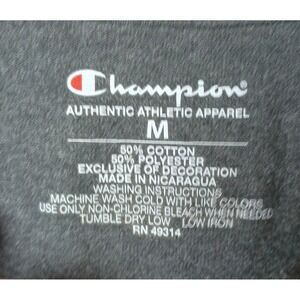 Champion
AUTHENTIC ATHLETIC APPAREL
M
50% COTTON
50% POLYESTER
EXCLUSIVE OF DECORATION
MADE IN NICARAGUA
WASHING INSTRUCTIONS
MACHINE WASH COLD WITH LIKE COLORS
USE ONLY NON-CHLORINE BLEACH WHEN NEEDED
TUMBLE DRY LOW LOW IRON
RN 49314